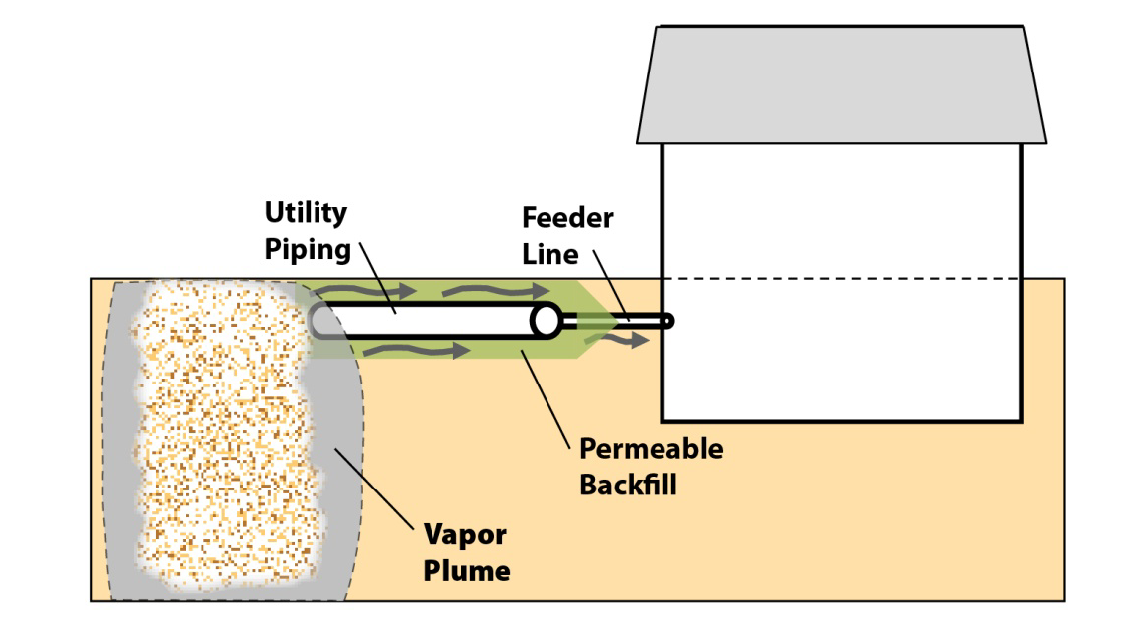 Utility
Piping
Feeder
Line
Permeable
Backfill
Vapor
Plume